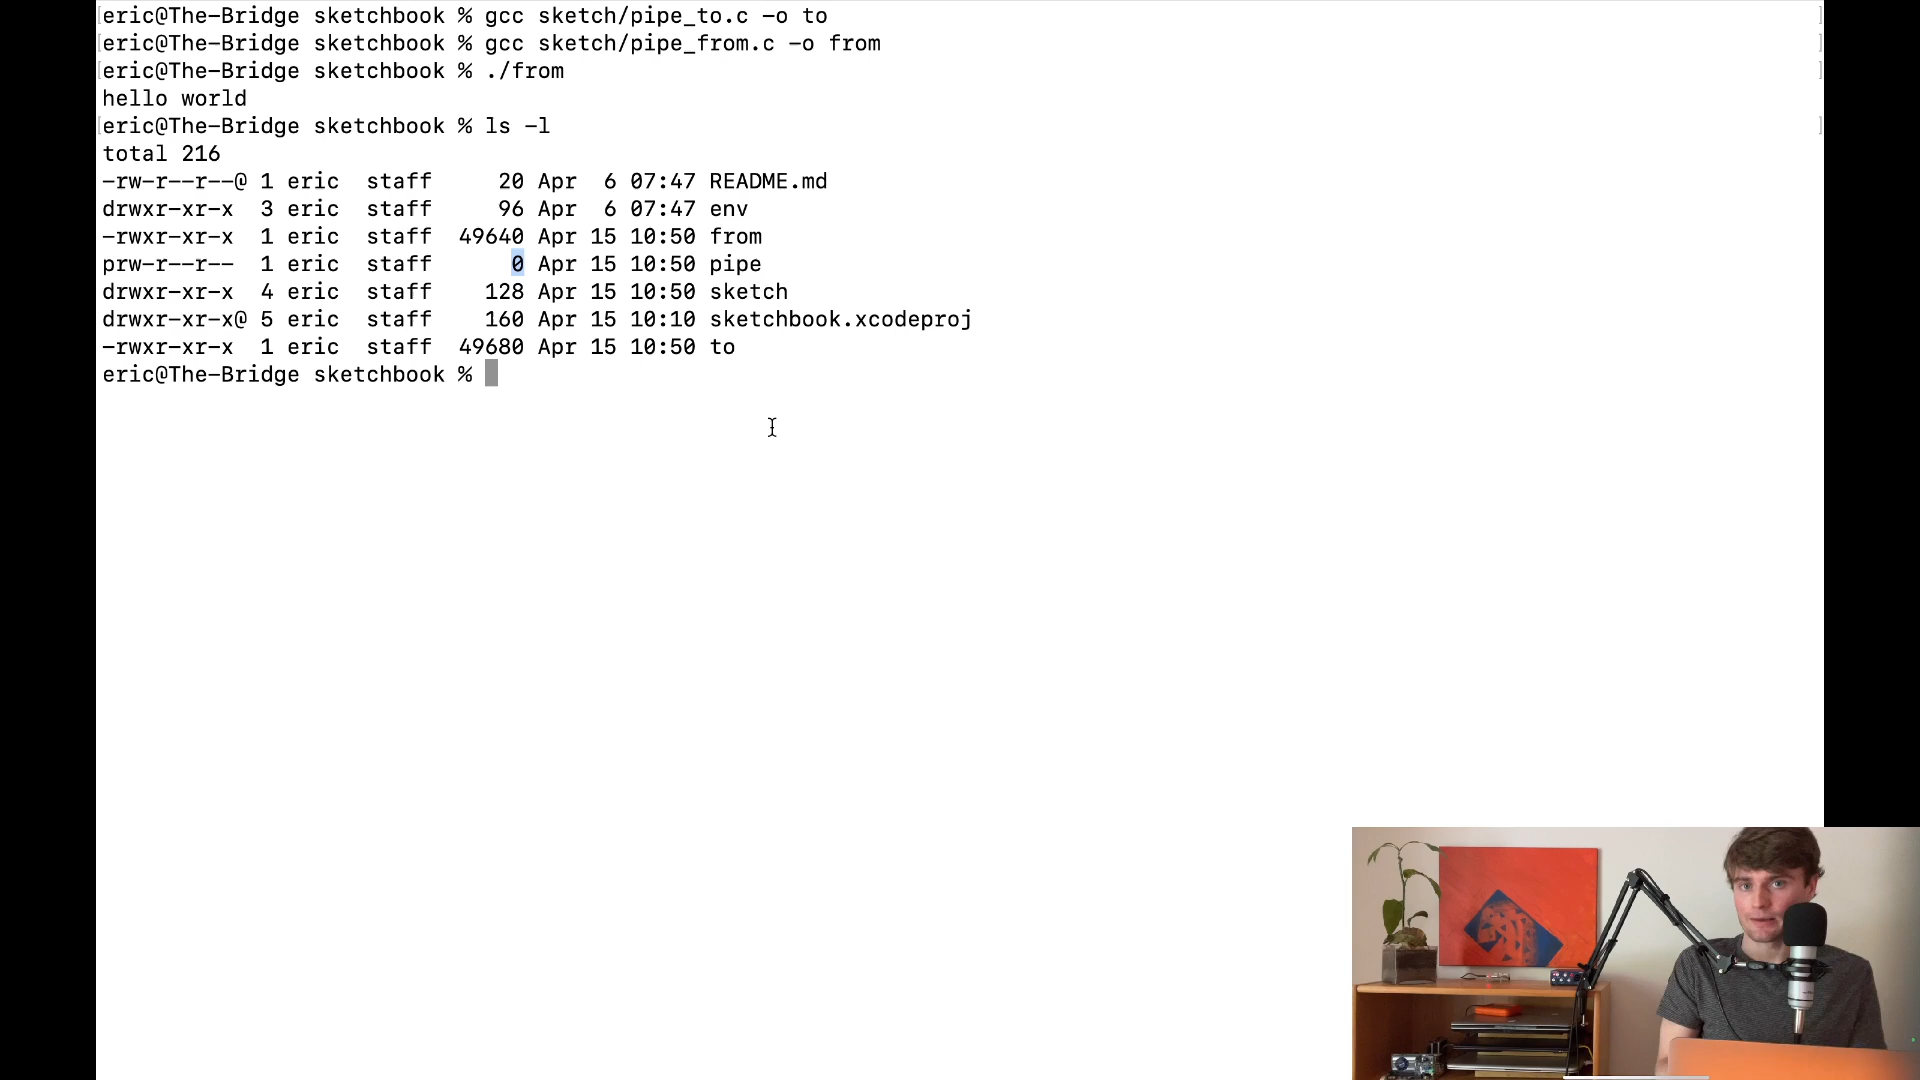 eric@The-Bridge sketchbook % gcc sketch/pipe_to.c -o to
eric@The-Bridge sketchbook % gcc sketch/pipe_from.c -o from
eric@The-Bridge sketchbook % ./from
hello world
eric@The-Bridge sketchbook % ls -l
total 216
-rw-r--r--@ 1 eric  staff     20 Apr  6 07:47 README.md
drwxr-xr-x  3 eric  staff     96 Apr  6 07:47 env
-rwxr-xr-x  1 eric  staff  49640 Apr 15 10:50 from
prw-r--r--  1 eric  staff      0 Apr 15 10:50 pipe
drwxr-xr-x  4 eric  staff    128 Apr 15 10:50 sketch
drwxr-xr-x@ 5 eric  staff    160 Apr 15 10:10 sketchbook.xcodeproj
-rwxr-xr-x  1 eric  staff  49680 Apr 15 10:50 to
eric@The-Bridge sketchbook %